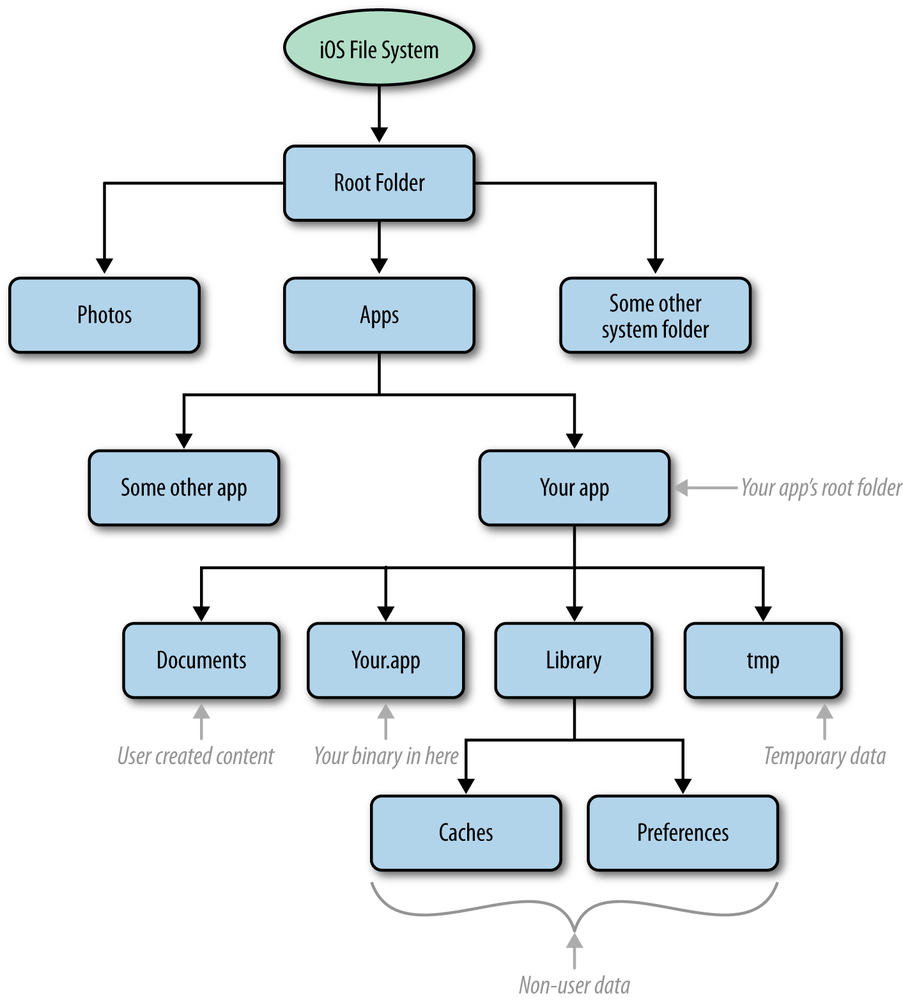 iOS File System
Root Folder
Photos
Apps
Some other
system folder
Some other app
Your app
Your app's root folder
Documents
Your.app
Library
tmp
User created content
Your binary in here
Temporary data
Caches
Preferences
Non-user data